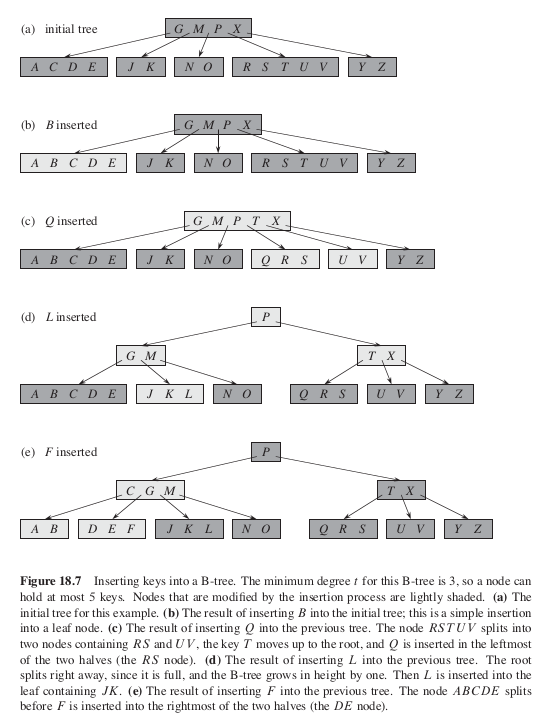 (a) initial tree
G M P X
A C D E J K N O R S T U V Y Z
(b) B inserted
G M P X
A B C D E J K N O R S T U V Y Z
(c) Q inserted
G M P T X
A B C D E J K N O Q R S U V Y Z
(d) L inserted
P
G M T X
A B C D E J K L N O Q R S U V Y Z
(e) F inserted
P
C G M T X
A B D E F J K L N O Q R S U V Y Z
Figure 18.7 Inserting keys into a B-tree. The minimum degree t for this B-tree is 3, so a node can
hold at most 5 keys. Nodes that are modified by the insertion process are lightly shaded. (a) The
initial tree for this example. (b) The result of inserting B into the initial tree; this is a simple insertion
into a leaf node. (c) The result of inserting Q into the previous tree. The node RSTUV splits into
two nodes containing RS and UV, the key T moves up to the root, and Q is inserted in the leftmost
of the two halves (the RS node). (d) The result of inserting L into the previous tree. The root
splits right away, since it is full, and the B-tree grows in height by one. Then L is inserted into the
leaf containing JK. (e) The result of inserting F into the previous tree. The node ABCDE splits
before F is inserted into the rightmost of the two halves (the DE node).